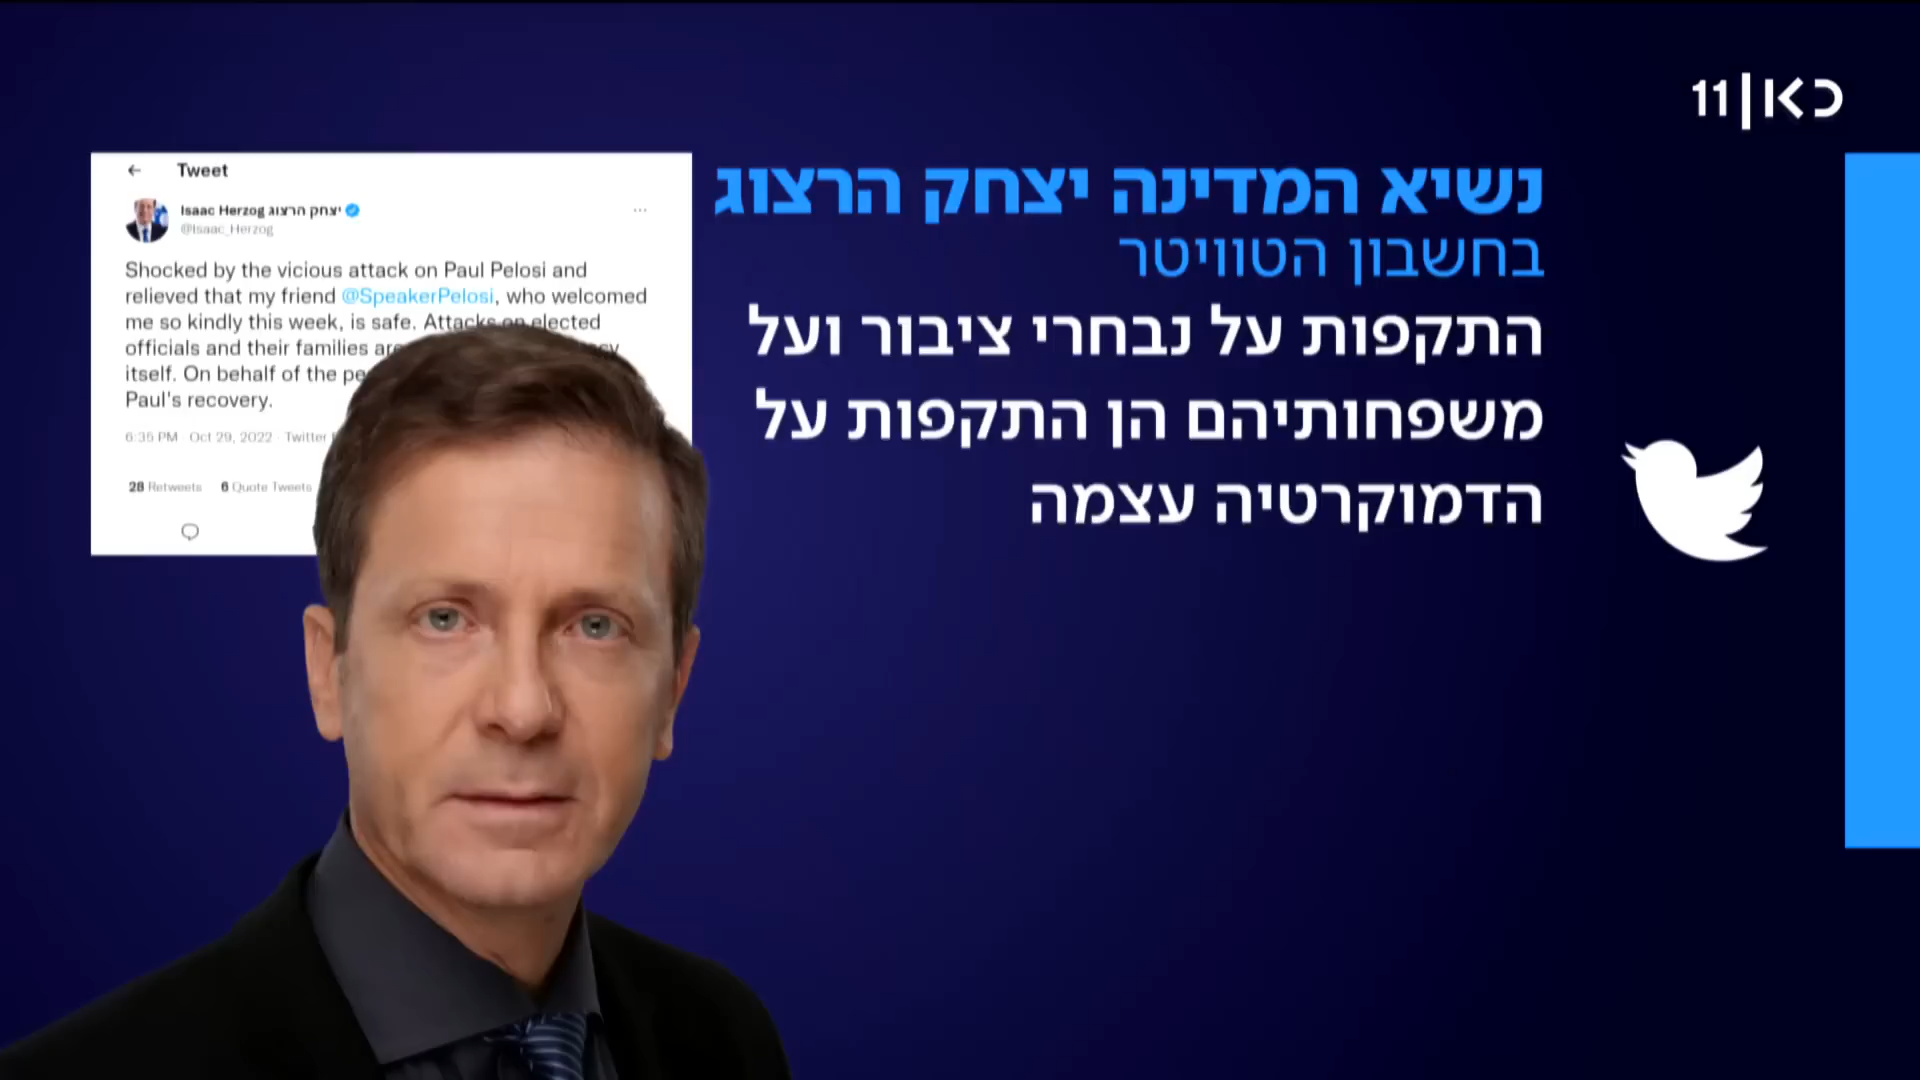 כאן|11
נשיא המדינה יצחק הרצוג
בחשבון הטוויטר
התקפות על נבחרי ציבור ועל
משפחותיהם הן התקפות על
הדמוקרטיה עצמה
Tweet
Isaac Herzog יצחק הרצוג
@Isaac_Herzog
Shocked by the vicious attack on Paul Pelosi and
relieved that my friend @SpeakerPelosi, who welcomed
me so kindly this week, is safe. Attacks on elected
officials and their families are
itself. On behalf of the
Paul's recovery.
6:35 PM Oct 29, 2022 Twitter
28 Retweets 6 Quote Tweets